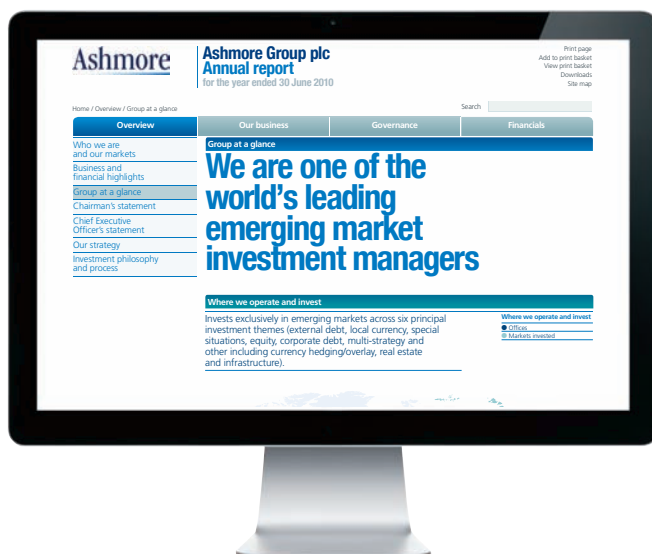 Ashmore
Ashmore Group plc
Annual report
for the year ended 30 June 2010
Print page
Add to print basket
View print basket
Downloads
Site map
Home / Overview / Group at a glance
Search
Overview
Our business
Governance
Financials
Who we are
and our markets
Business and
financial highlights
Group at a glance
Chairman's statement
Chief Executive
Officer's statement
Our strategy
Investment philosophy
and process
Group at a glance
We are one of the
world's leading
emerging market
investment managers
Where we operate and invest
Invests exclusively in emerging markets across six principal
investment themes (external debt, local currency, special
situations, equity, corporate debt, multi-strategy and
other including currency hedging/overlay, real estate
and infrastructure).
Where we operate and invest
Offices
Markets invested